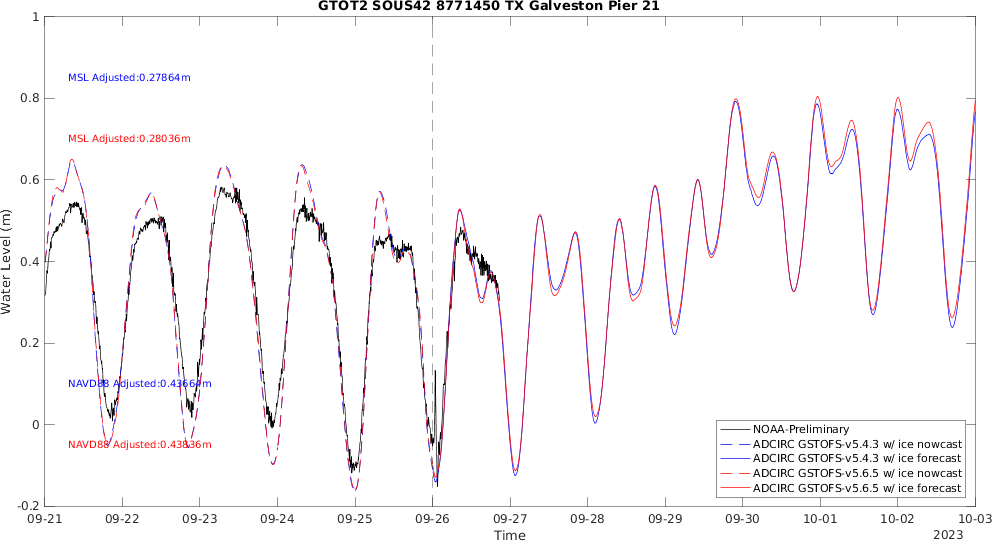 GTOT2 SOUS42 8771450 TX Galveston Pier 21
Water Level (m)
1
0.8
0.6
0.4
0.2
0
-0.2
MSL Adjusted:0.27864m
MSL Adjusted:0.28036m
NAVD88 Adjusted:0.43664m
NAVD88 Adjusted:0.43836m
NOAA-Preliminary
ADCIRC GSTOFS-v5.4.3 w/ ice nowcast
ADCIRC GSTOFS-v5.4.3 w/ ice forecast
ADCIRC GSTOFS-v5.6.5 w/ ice nowcast
ADCIRC GSTOFS-v5.6.5 w/ ice forecast
09-21 09-22 09-23 09-24 09-25 09-26 09-27 09-28 09-29 09-30 10-01 10-02 10-03
Time
2023